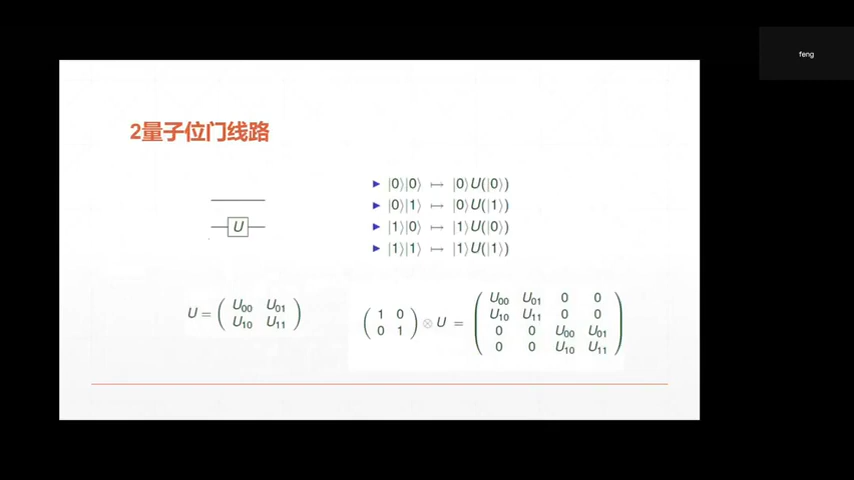 feng
2量子位门线路
► |0⟩|0⟩ ↦ |0⟩U(|0⟩)
► |0⟩|1⟩ ↦ |0⟩U(|1⟩)
► |1⟩|0⟩ ↦ |1⟩U(|0⟩)
► |1⟩|1⟩ ↦ |1⟩U(|1⟩)
U
U = ( U00 U01
U10 U11 )
( 1 0
0 1 ) ⊗ U =
( U00 U01 0 0
U10 U11 0 0
0 0 U00 U01
0 0 U10 U11 )